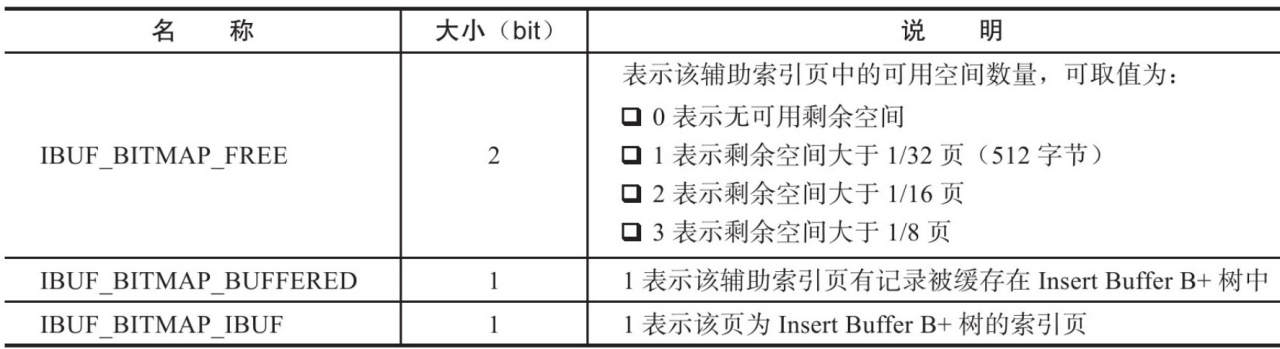 名 称 大小（bit） 说 明
表示该辅助索引页中的可用空间数量，可取值为：
❏ 0 表示无可用剩余空间
IBUF_BITMAP_FREE 2 ❏ 1 表示剩余空间大于 1/32 页（512 字节）
❏ 2 表示剩余空间大于 1/16 页
❏ 3 表示剩余空间大于 1/8 页
IBUF_BITMAP_BUFFERED 1 1 表示该辅助索引页有记录被缓存在 Insert Buffer B+ 树中
IBUF_BITMAP_IBUF 1 1 表示该页为 Insert Buffer B+ 树的索引页